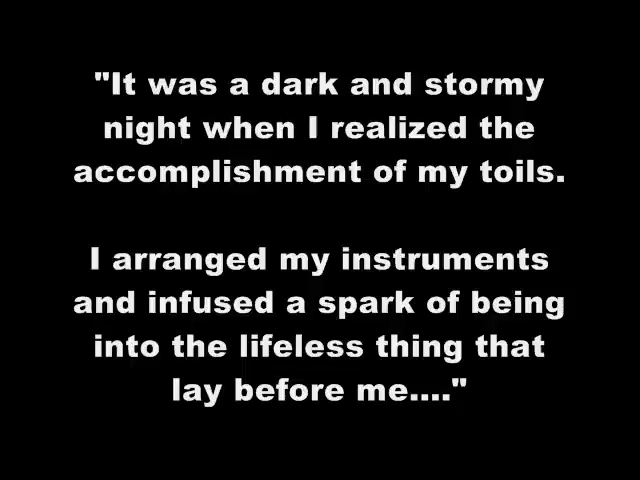 "It was a dark and stormy
night when I realized the
accomplishment of my toils.
I arranged my instruments
and infused a spark of being
into the lifeless thing that
lay before me...."